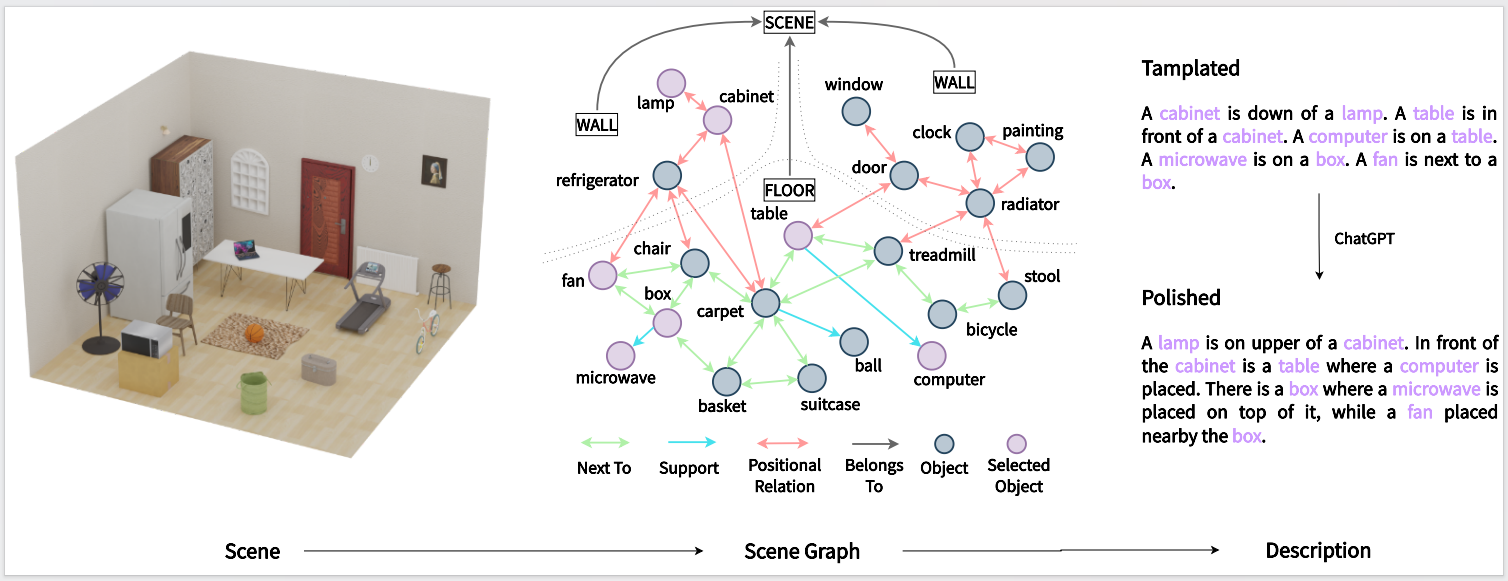 SCENE
WALL
WALL
FLOOR
lamp
cabinet
refrigerator
window
clock
painting
door
radiator
table
treadmill
stool
bicycle
chair
fan
box
carpet
microwave
ball
computer
basket
suitcase
Next To
Support
Positional
Relation
Belongs
To
Object
Selected
Object
Tamplated
A cabinet is down of a lamp. A table is in
front of a cabinet. A computer is on a table.
A microwave is on a box. A fan is next to a
box.
ChatGPT
Polished
A lamp is on upper of a cabinet. In front of
the cabinet is a table where a computer is
placed. There is a box where a microwave is
placed on top of it, while a fan placed
nearby the box.
Scene
Scene Graph
Description